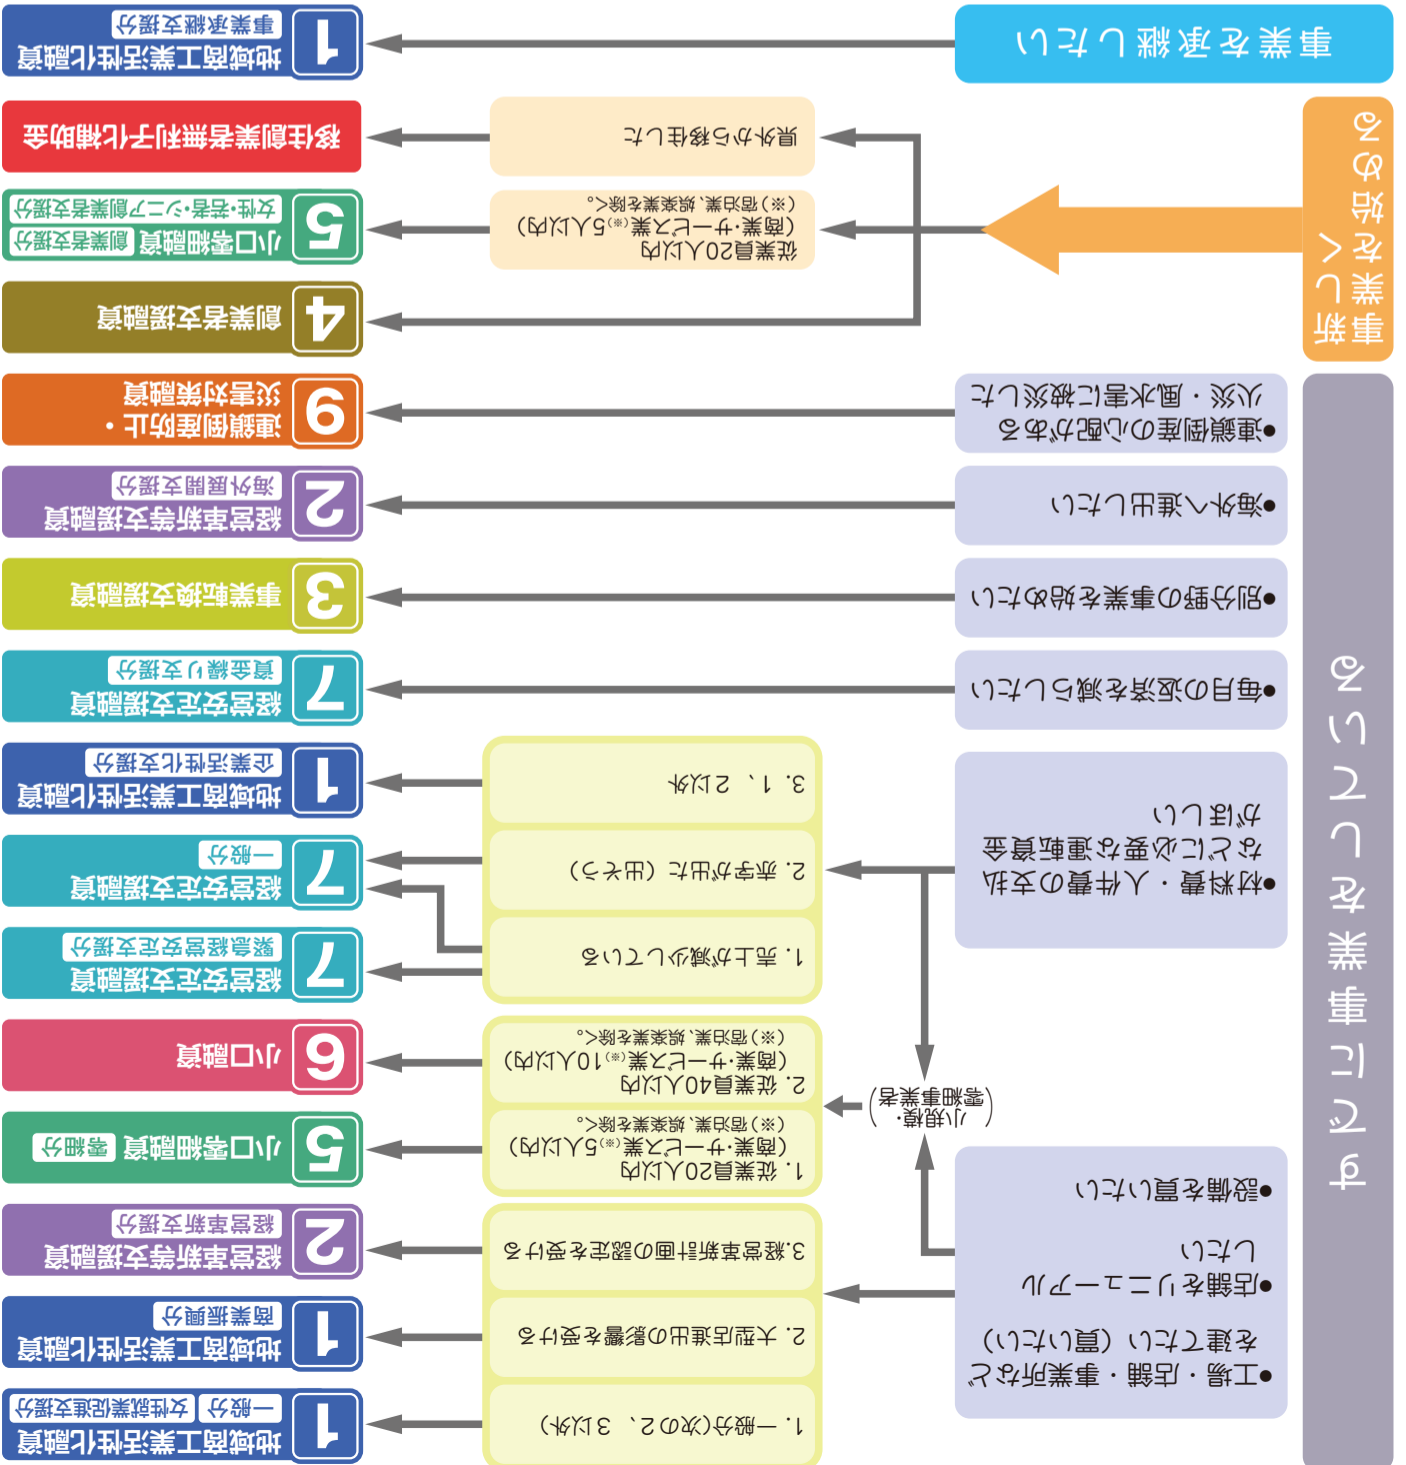 すでに事業をしている
●工場・店舗・事業所など
を建てたい（買いたい）
●店舗をリニューアル
したい
●設備を買いたい
1. 一般分(次の２、３以外)
2. 大型店進出の影響を受ける
3.経営革新計画の認定を受ける
1
地域商工業活性化融資
一般分 女性就業促進支援分
1
地域商工業活性化融資
商業振興分
2
経営革新等支援融資
経営革新支援分
(小規模・
零細事業者)
1. 従業員20人以内
(商業・サービス業(※)5人以内)
(※)宿泊業、娯楽業を除く。
2. 従業員40人以内
(商業・サービス業(※)10人以内)
(※)宿泊業、娯楽業を除く。
5
小口零細融資 零細分
6
小口融資
●材料費・人件費の支払
などに必要な運転資金
がほしい
1. 売上が減少している
2. 赤字が出た（出そう）
3. １、２以外
7
経営安定支援融資
緊急経営安定支援分
7
経営安定支援融資
一般分
1
地域商工業活性化融資
企業活性化支援分
●毎月の返済を減らしたい
7
経営安定支援融資
資金繰り支援分
●別分野の事業を始めたい
3
事業転換支援融資
●海外へ進出したい
2
経営革新等支援融資
海外展開支援分
●連鎖倒産の心配がある
火災・風水害に被災した
9
連鎖倒産防止・
災害対策融資
新しく
事業を始める
4
創業者支援融資
従業員20人以内
(商業・サービス業(※)5人以内)
(※)宿泊業、娯楽業を除く。
5
小口零細融資 創業者支援分
女性・若者・シニア創業者支援分
県外から移住した
移住創業者無利子化補助金
事業を承継したい
1
地域商工業活性化融資
事業承継支援分